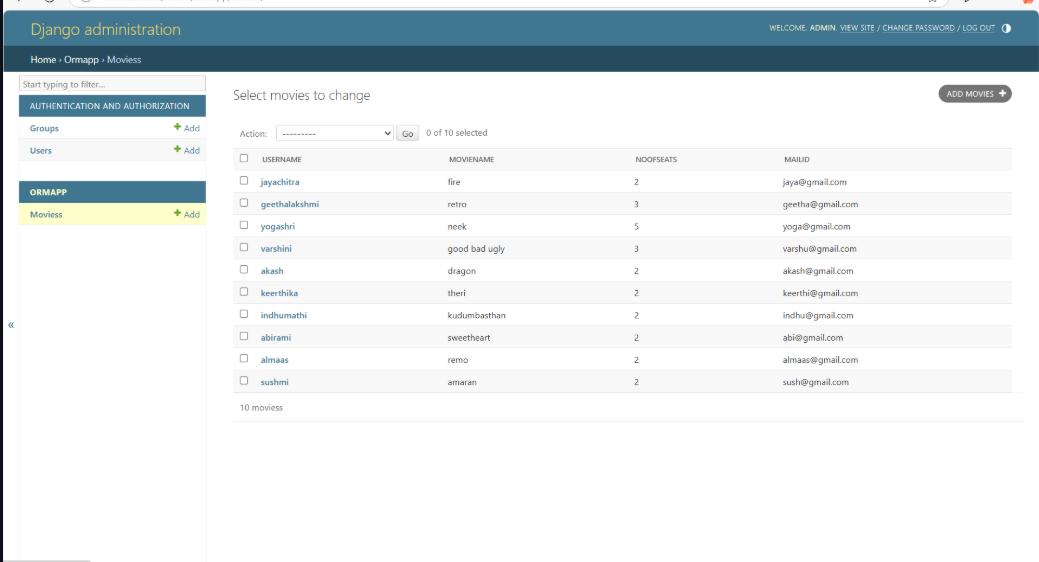 Django administration
WELCOME, ADMIN. VIEW SITE / CHANGE PASSWORD / LOG OUT
Home › Ormapp › Moviess
Start typing to filter...
AUTHENTICATION AND AUTHORIZATION
Groups + Add
Users + Add
ORMAPP
Moviess + Add
«
Select movies to change
ADD MOVIES +
Action: --------- Go 0 of 10 selected
USERNAME MOVIENAME NOOFSEATS MAILID
jayachitra fire 2 jaya@gmail.com
geethalakshmi retro 3 geetha@gmail.com
yogashri neek 5 yoga@gmail.com
varshini good bad ugly 3 varshu@gmail.com
akash dragon 2 akash@gmail.com
keerthika theri 2 keerthi@gmail.com
indhumathi kudumbasthan 2 indhu@gmail.com
abirami sweetheart 2 abi@gmail.com
almaas remo 2 almaas@gmail.com
sushmi amaran 2 sush@gmail.com
10 moviess